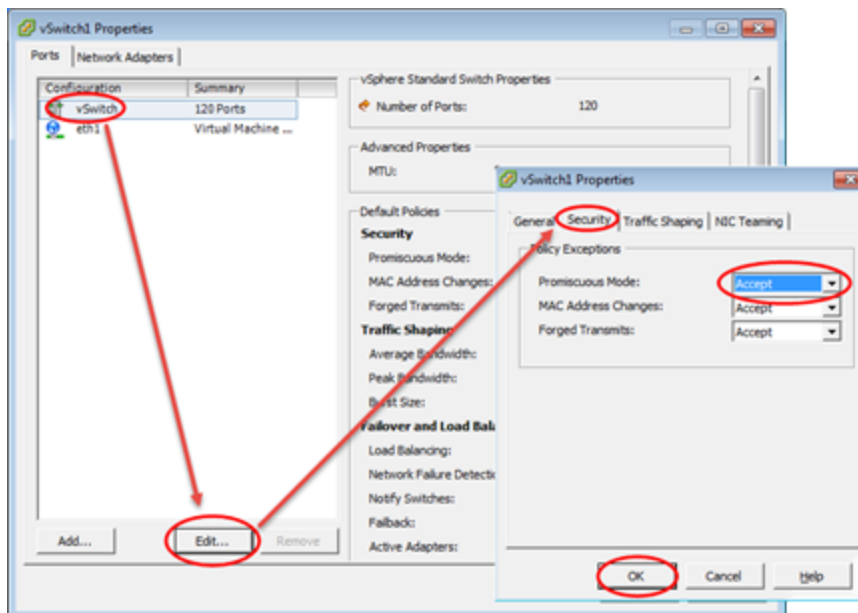 vSwitch1 Properties
Ports Network Adapters
Configuration Summary
vSwitch 120 Ports
eth1 Virtual Machine ...
Add... Edit... Remove
vSphere Standard Switch Properties
Number of Ports: 120
Advanced Properties
MTU:
Default Policies
Security
Promiscuous Mode:
MAC Address Changes:
Forged Transmits:
Traffic Shaping
Average Bandwidth:
Peak Bandwidth:
Burst Size:
Failover and Load Bala
Load Balancing:
Network Failure Detectio
Notify Switches:
Failback:
Active Adapters:
vSwitch1 Properties
General Security Traffic Shaping NIC Teaming
Policy Exceptions
Promiscuous Mode: Accept
MAC Address Changes: Accept
Forged Transmits: Accept
OK Cancel Help